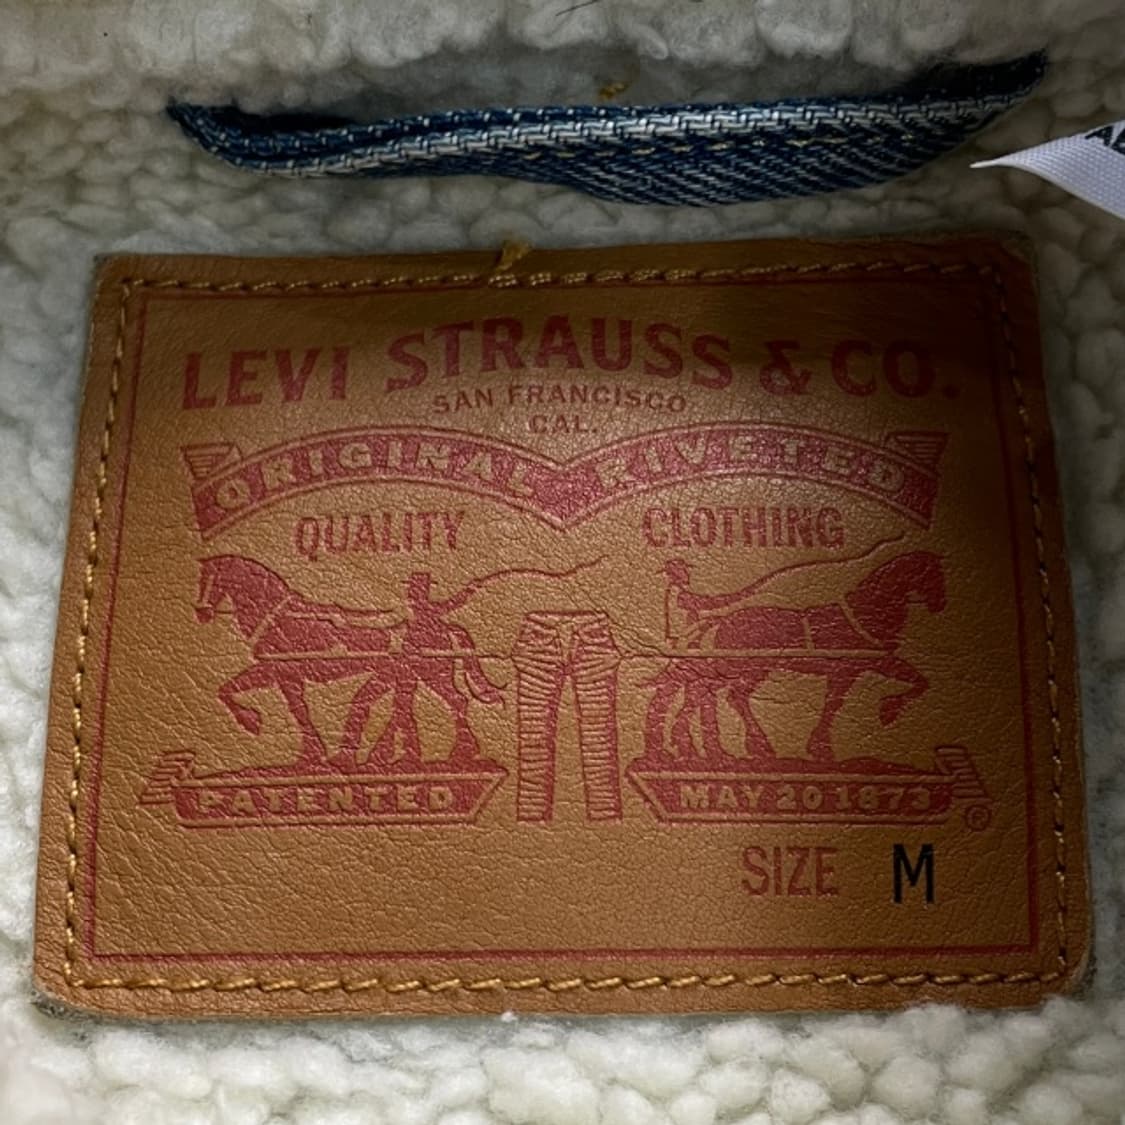 LEVI STRAUSS & CO.
SAN FRANCISCO
CAL.
ORIGINAL RIVETED
QUALITY CLOTHING
PATENTED MAY 20 1873
®
SIZE M